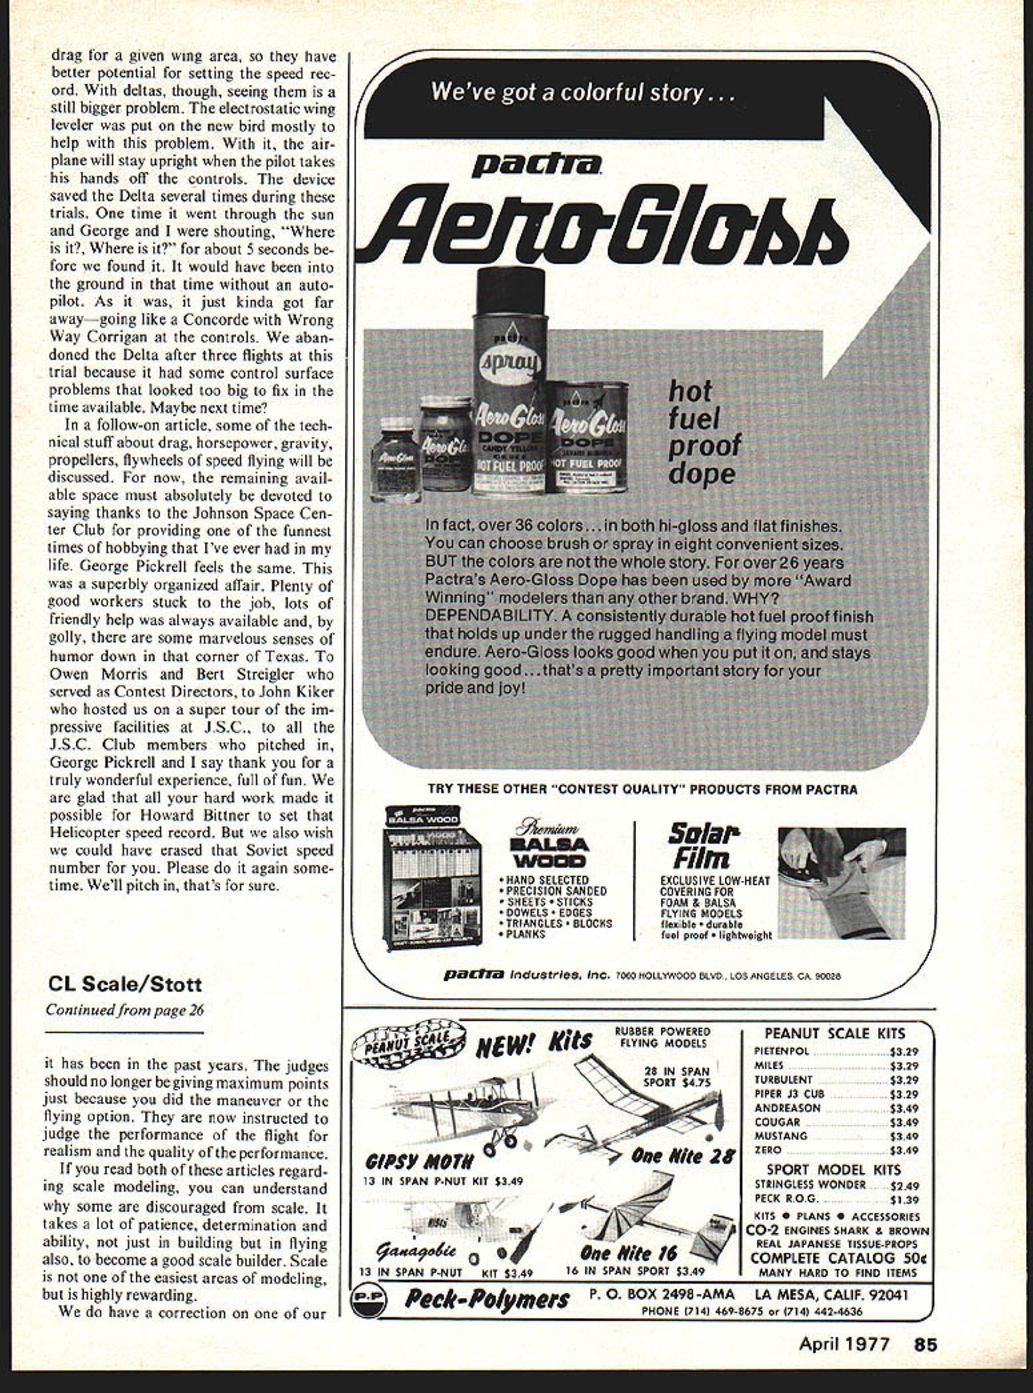 drag for a given wing area, so they have
better potential for setting the speed rec-
ord. With deltas, though, seeing them is a
still bigger problem. The electrostatic wing
leveler was put on the new bird mostly to
help with this problem. With it, the air-
plane will stay upright when the pilot takes
his hands off the controls. The device
saved the Delta several times during these
trials. One time it went through the sun
and George and I were shouting, "Where
is it?, Where is it?" for about 5 seconds be-
fore we found it. It would have been into
the ground in that time without an auto-
pilot. As it was, it just kinda got far
away—going like a Concorde with Wrong
Way Corrigan at the controls. We aban-
doned the Delta after three flights at this
trial because it had some control surface
problems that looked too big to fix in the
time available. Maybe next time?
In a follow-on article, some of the tech-
nical stuff about drag, horsepower, gravity,
propellers, flywheels of speed flying will be
discussed. For now, the remaining avail-
able space must absolutely be devoted to
saying thanks to the Johnson Space Cen-
ter Club for providing one of the funnest
times of hobbying that I've ever had in my
life. George Pickrell feels the same. This
was a superbly organized affair. Plenty of
good workers stuck to the job, lots of
friendly help was always available and, by
golly, there are some marvelous senses of
humor down in that corner of Texas. To
Owen Morris and Bert Streigler who
served as Contest Directors, to John Kiker
who hosted us on a super tour of the im-
pressive facilities at J.S.C., to all the
J.S.C. Club members who pitched in,
George Pickrell and I say thank you for a
truly wonderful experience, full of fun. We
are glad that all your hard work made it
possible for Howard Bittner to set that
Helicopter speed record. But we also wish
we could have erased that Soviet speed
number for you. Please do it again some-
time. We'll pitch in, that's for sure.
CL Scale/Stott
Continued from page 26
it has been in the past years. The judges
should no longer be giving maximum points
just because you did the maneuver or the
flying option. They are now instructed to
judge the performance of the flight for
realism and the quality of the performance.
If you read both of these articles regard-
ing scale modeling, you can understand
why some are discouraged from scale. It
takes a lot of patience, determination and
ability, not just in building but in flying
also, to become a good scale builder. Scale
is not one of the easiest areas of modeling,
but is highly rewarding.
We do have a correction on one of our
We've got a colorful story...
pactra
Aero-Gloss
pactra
spray
Aero Gloss
DOPE
CANDY YELLOW
HOT FUEL PROOF
Aero Gloss
DOPE
HOT FUEL PROOF
hot
fuel
proof
dope
In fact, over 36 colors...in both hi-gloss and flat finishes.
You can choose brush or spray in eight convenient sizes.
BUT the colors are not the whole story. For over 26 years
Pactra's Aero-Gloss Dope has been used by more "Award
Winning" modelers than any other brand. WHY?
DEPENDABILITY. A consistently durable hot fuel proof finish
that holds up under the rugged handling a flying model must
endure. Aero-Gloss looks good when you put it on, and stays
looking good...that's a pretty important story for your
pride and joy!
TRY THESE OTHER "CONTEST QUALITY" PRODUCTS FROM PACTRA
BALSA WOOD
Premium
BALSA
WOOD
• HAND SELECTED
• PRECISION SANDED
• SHEETS • STICKS
• DOWELS • EDGES
• TRIANGLES • BLOCKS
• PLANKS
Solar
Film
EXCLUSIVE LOW-HEAT
COVERING FOR
FOAM & BALSA
FLYING MODELS
flexible • durable
fuel proof • lightweight
pactra Industries, Inc. 7060 HOLLYWOOD BLVD., LOS ANGELES, CA. 90028
PEANUT SCALE
NEW! Kits
RUBBER POWERED
FLYING MODELS
28 IN SPAN
SPORT $4.75
GIPSY MOTH
13 IN SPAN P-NUT KIT $3.49
One Nite 28
Ganagobie
13 IN SPAN P-NUT KIT $3.49
One Nite 16
16 IN SPAN SPORT $3.49
PEANUT SCALE KITS
PIETENPOL $3.29
MILES $3.29
TURBULENT $3.29
PIPER J3 CUB $3.29
ANDREASON $3.49
COUGAR $3.49
MUSTANG $3.49
ZERO $3.49
SPORT MODEL KITS
STRINGLESS WONDER $2.49
PECK R.O.G. $1.39
KITS • PLANS • ACCESSORIES
CO-2 ENGINES SHARK & BROWN
REAL JAPANESE TISSUE-PROPS
COMPLETE CATALOG 50¢
MANY HARD TO FIND ITEMS
P.P
Peck-Polymers
P. O. BOX 2498-AMA LA MESA, CALIF. 92041
PHONE (714) 469-8675 or (714) 442-4636
April 1977 85